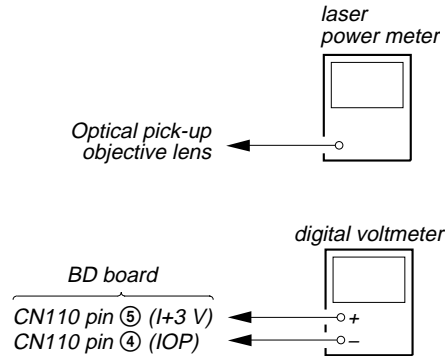 laser
power meter
Optical pick-up
objective lens
digital voltmeter
BD board
CN110 pin ⑤ (I+3 V)
+
CN110 pin ④ (IOP)
–